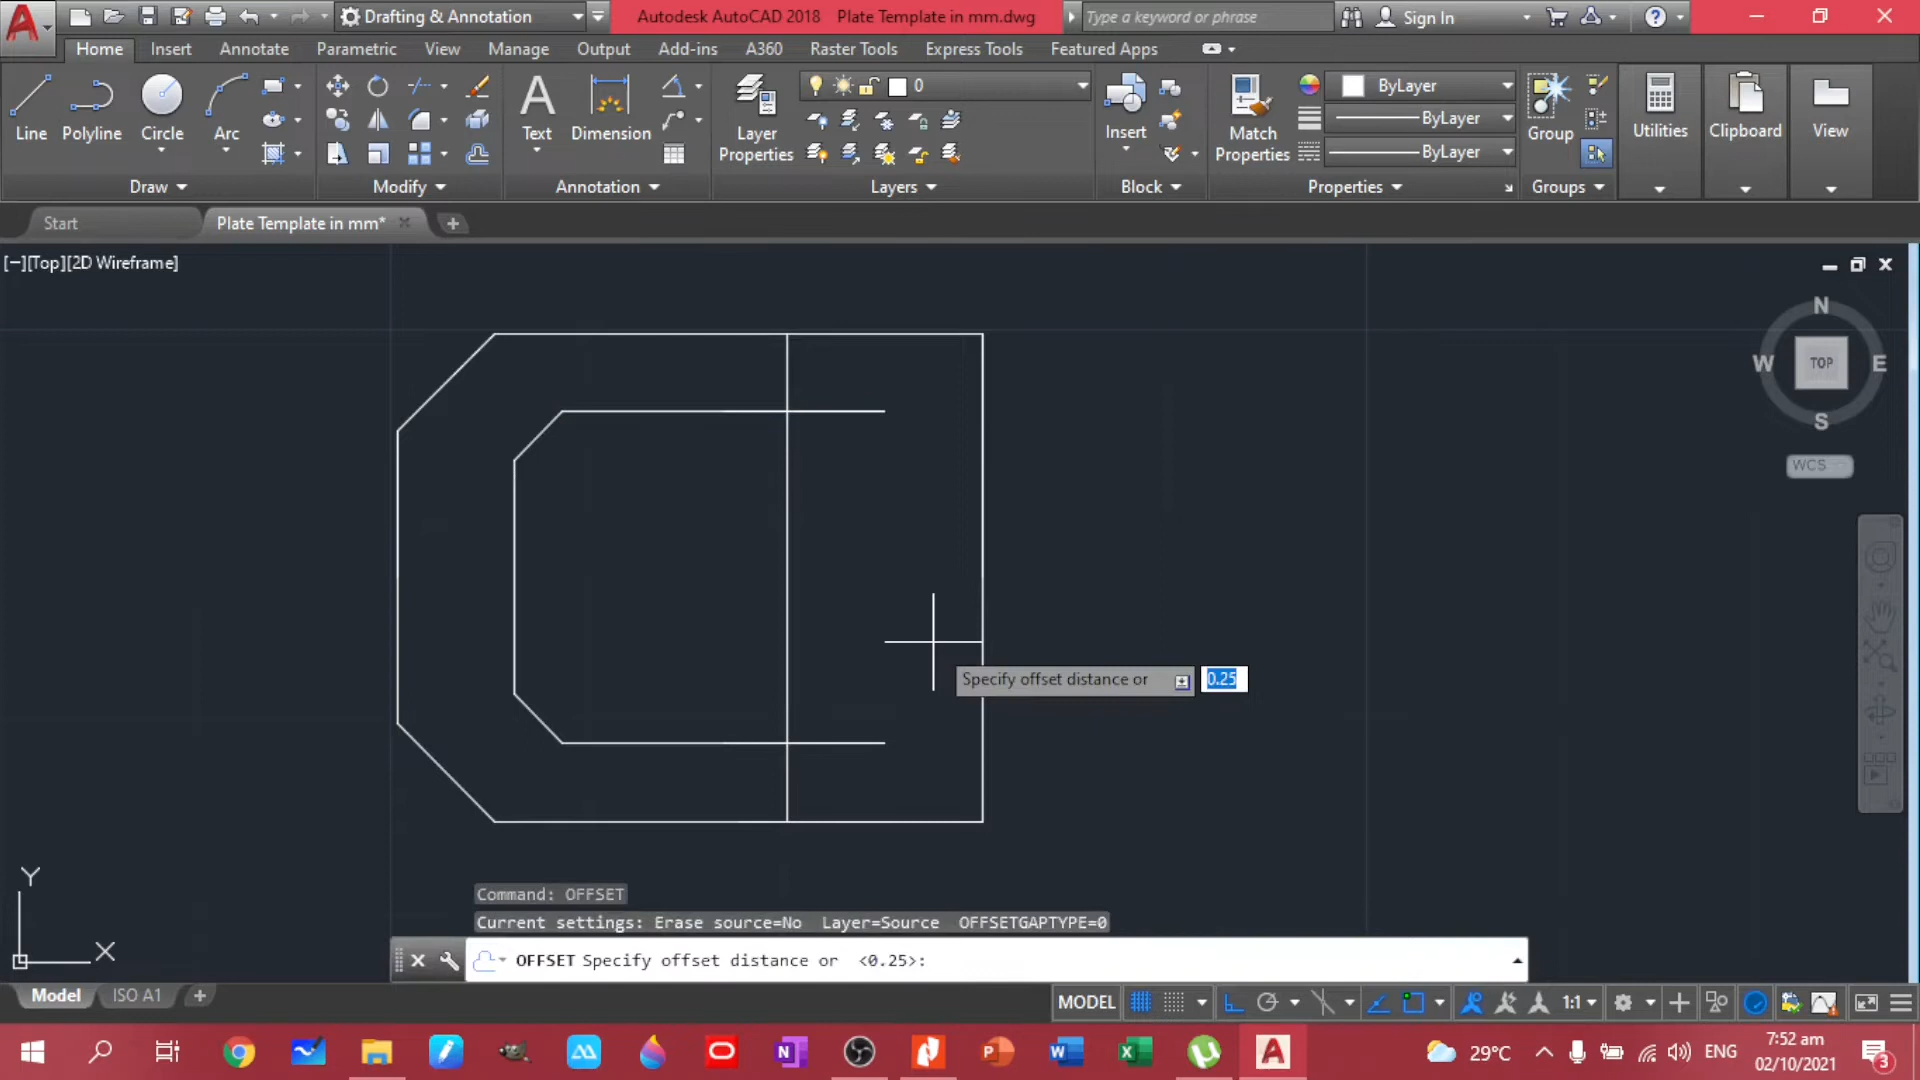 Drafting & Annotation
Autodesk AutoCAD 2018 Plate Template in mm.dwg
Type a keyword or phrase
Sign In
Home Insert Annotate Parametric View Manage Output Add-ins A360 Raster Tools Express Tools Featured Apps
Line Polyline Circle Arc
A Text Dimension
Layer Properties
0
Insert
Match Properties
ByLayer
ByLayer
ByLayer
Group
Utilities Clipboard View
Draw Modify Annotation Layers Block Properties Groups
Start Plate Template in mm*
[−][Top][2D Wireframe]
N
W TOP E
S
WCS
Specify offset distance or 0.25
Y
X
Command: OFFSET
Current settings: Erase source=No Layer=Source OFFSETGAPTYPE=0
OFFSET Specify offset distance or <0.25>:
Model ISO A1
MODEL 1:1
29°C ENG 7:52 am
02/10/2021
3